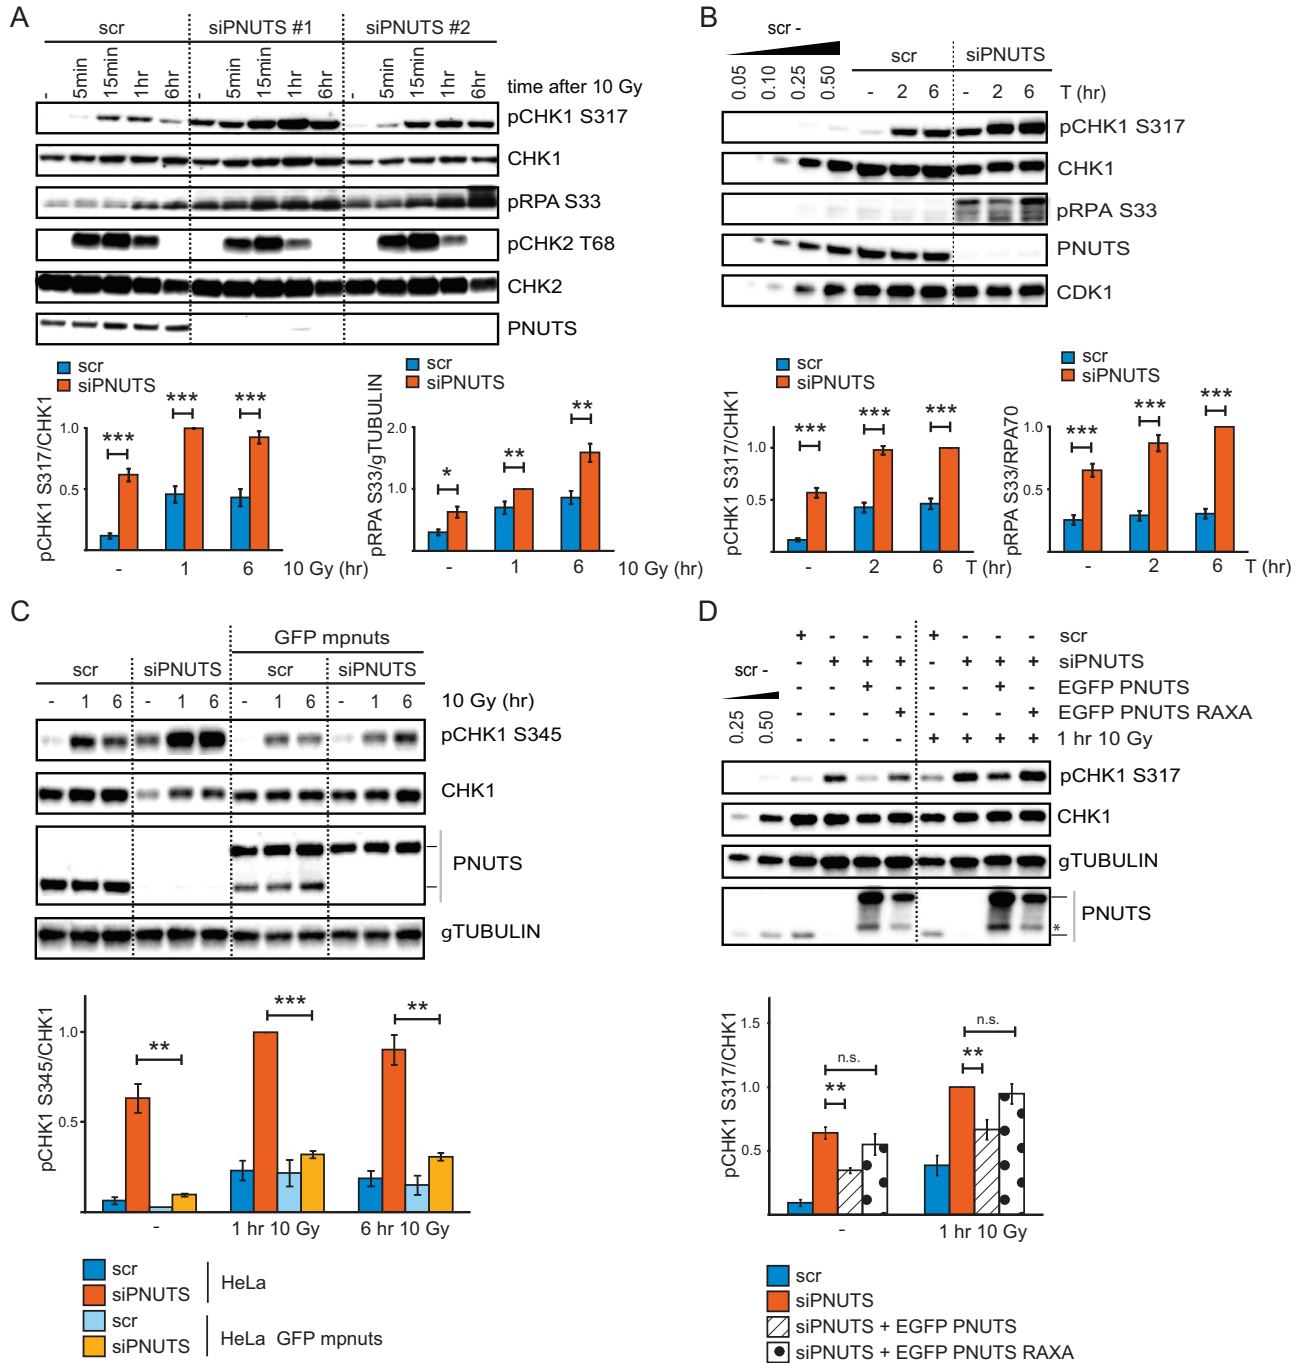 A
scr
siPNUTS #1
siPNUTS #2
- 5min 15min 1hr 6hr - 5min 15min 1hr 6hr - 5min 15min 1hr 6hr
time after 10 Gy
pCHK1 S317
CHK1
pRPA S33
pCHK2 T68
CHK2
PNUTS
scr
siPNUTS
pCHK1 S317/CHK1
1.0
0.5
*** *** ***
- 1 6 10 Gy (hr)
scr
siPNUTS
pRPA S33/gTUBULIN
2.0
1.0
* ** **
- 1 6 10 Gy (hr)
B
scr -
scr
siPNUTS
0.05 0.10 0.25 0.50 - 2 6 - 2 6 T (hr)
pCHK1 S317
CHK1
pRPA S33
PNUTS
CDK1
scr
siPNUTS
pCHK1 S317/CHK1
1.0
0.5
*** *** ***
- 2 6 T (hr)
scr
siPNUTS
pRPA S33/RPA70
1.0
0.5
*** *** ***
- 2 6 T (hr)
C
GFP mpnuts
scr siPNUTS scr siPNUTS
- 1 6 - 1 6 - 1 6 - 1 6 10 Gy (hr)
pCHK1 S345
CHK1
PNUTS
gTUBULIN
pCHK1 S345/CHK1
1.0
0.5
** *** **
- 1 hr 10 Gy 6 hr 10 Gy
scr
siPNUTS
HeLa
scr
siPNUTS
HeLa GFP mpnuts
D
scr -
0.25 0.50
+ - - - + - - - scr
- + + + - + + + siPNUTS
- - + - - - + - EGFP PNUTS
- - - + - - - + EGFP PNUTS RAXA
- - - - + + + + 1 hr 10 Gy
pCHK1 S317
CHK1
gTUBULIN
PNUTS
*
pCHK1 S317/CHK1
1.5
1.0
0.5
n.s.
**
n.s.
**
- 1 hr 10 Gy
scr
siPNUTS
siPNUTS + EGFP PNUTS
siPNUTS + EGFP PNUTS RAXA